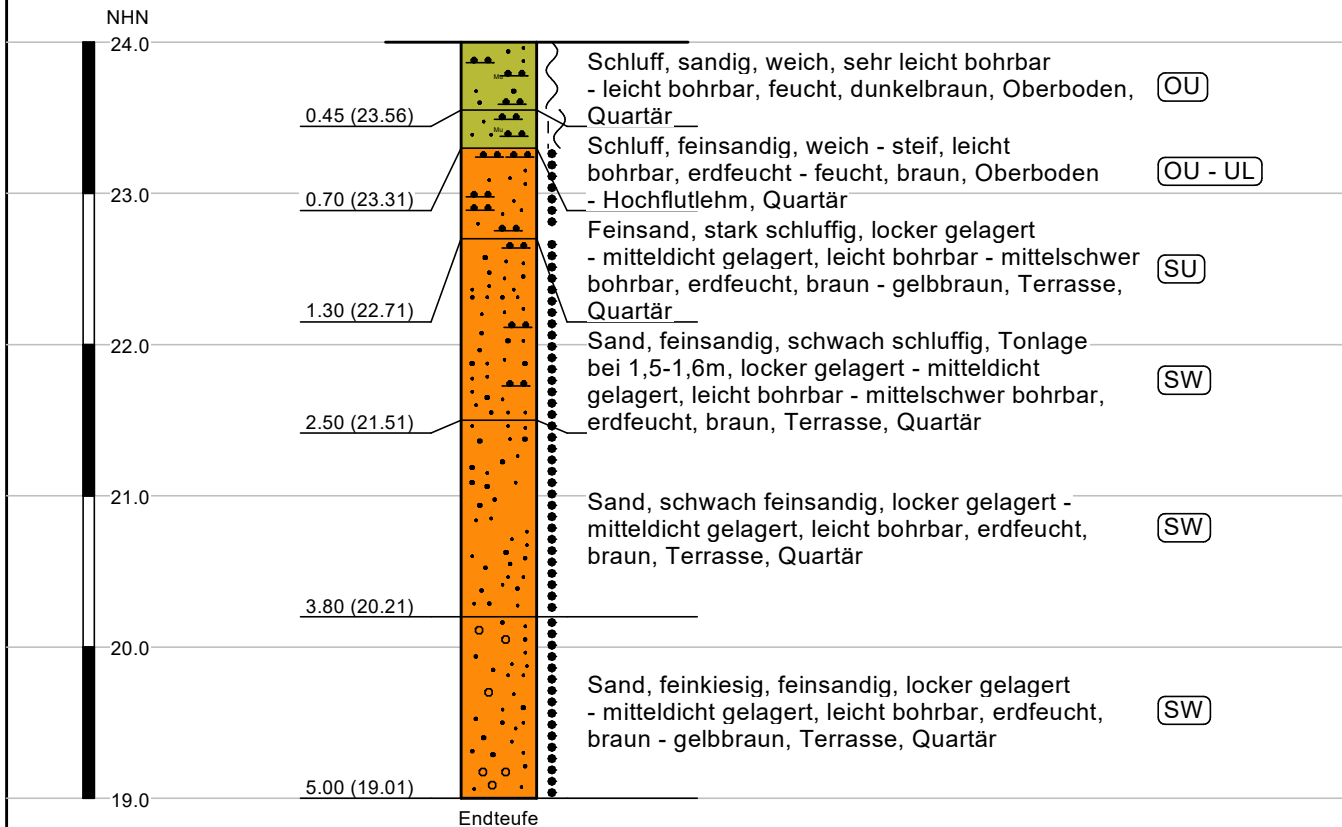 NHN
24.0
Schluff, sandig, weich, sehr leicht bohrbar
- leicht bohrbar, feucht, dunkelbraun, Oberboden,
Quartär
OU
Mu
0.45 (23.56)
Mu
Schluff, feinsandig, weich - steif, leicht
bohrbar, erdfeucht - feucht, braun, Oberboden
- Hochflutlehm, Quartär
OU - UL
23.0
0.70 (23.31)
Feinsand, stark schluffig, locker gelagert
- mitteldicht gelagert, leicht bohrbar - mittelschwer
bohrbar, erdfeucht, braun - gelbbraun, Terrasse,
Quartär
SU
1.30 (22.71)
22.0
Sand, feinsandig, schwach schluffig, Tonlage
bei 1,5-1,6m, locker gelagert - mitteldicht
gelagert, leicht bohrbar - mittelschwer bohrbar,
erdfeucht, braun, Terrasse, Quartär
SW
2.50 (21.51)
21.0
Sand, schwach feinsandig, locker gelagert -
mitteldicht gelagert, leicht bohrbar, erdfeucht,
braun, Terrasse, Quartär
SW
3.80 (20.21)
20.0
Sand, feinkiesig, feinsandig, locker gelagert
- mitteldicht gelagert, leicht bohrbar, erdfeucht,
braun - gelbbraun, Terrasse, Quartär
SW
5.00 (19.01)
19.0
Endteufe